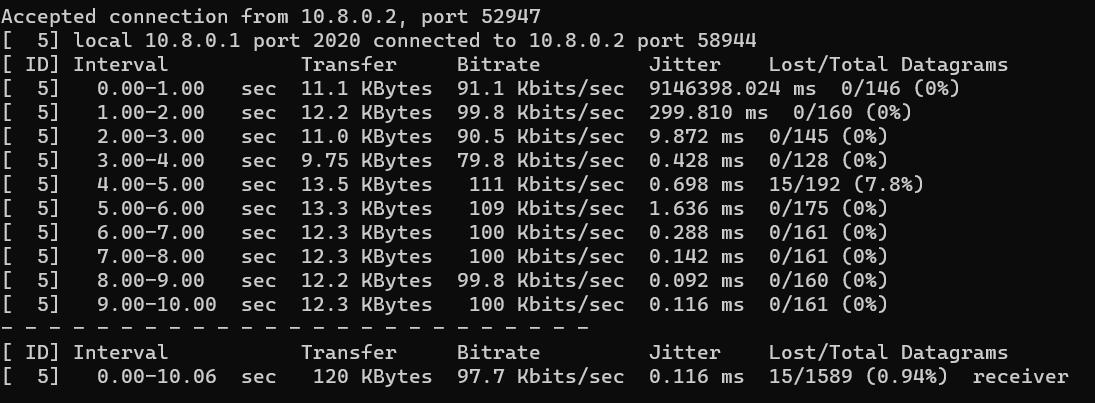 Accepted connection from 10.8.0.2, port 52947
[  5] local 10.8.0.1 port 2020 connected to 10.8.0.2 port 58944
[ ID] Interval           Transfer     Bitrate         Jitter    Lost/Total Datagrams
[  5]   0.00-1.00   sec  11.1 KBytes  91.1 Kbits/sec  9146398.024 ms  0/146 (0%)
[  5]   1.00-2.00   sec  12.2 KBytes  99.8 Kbits/sec  299.810 ms  0/160 (0%)
[  5]   2.00-3.00   sec  11.0 KBytes  90.5 Kbits/sec  9.872 ms  0/145 (0%)
[  5]   3.00-4.00   sec  9.75 KBytes  79.8 Kbits/sec  0.428 ms  0/128 (0%)
[  5]   4.00-5.00   sec  13.5 KBytes   111 Kbits/sec  0.698 ms  15/192 (7.8%)
[  5]   5.00-6.00   sec  13.3 KBytes   109 Kbits/sec  1.636 ms  0/175 (0%)
[  5]   6.00-7.00   sec  12.3 KBytes   100 Kbits/sec  0.288 ms  0/161 (0%)
[  5]   7.00-8.00   sec  12.3 KBytes   100 Kbits/sec  0.142 ms  0/161 (0%)
[  5]   8.00-9.00   sec  12.2 KBytes  99.8 Kbits/sec  0.092 ms  0/160 (0%)
[  5]   9.00-10.00  sec  12.3 KBytes   100 Kbits/sec  0.116 ms  0/161 (0%)
- - - - - - - - - - - - - - - - - - - - - - - - -
[ ID] Interval           Transfer     Bitrate         Jitter    Lost/Total Datagrams
[  5]   0.00-10.06  sec   120 KBytes  97.7 Kbits/sec  0.116 ms  15/1589 (0.94%)  receiver